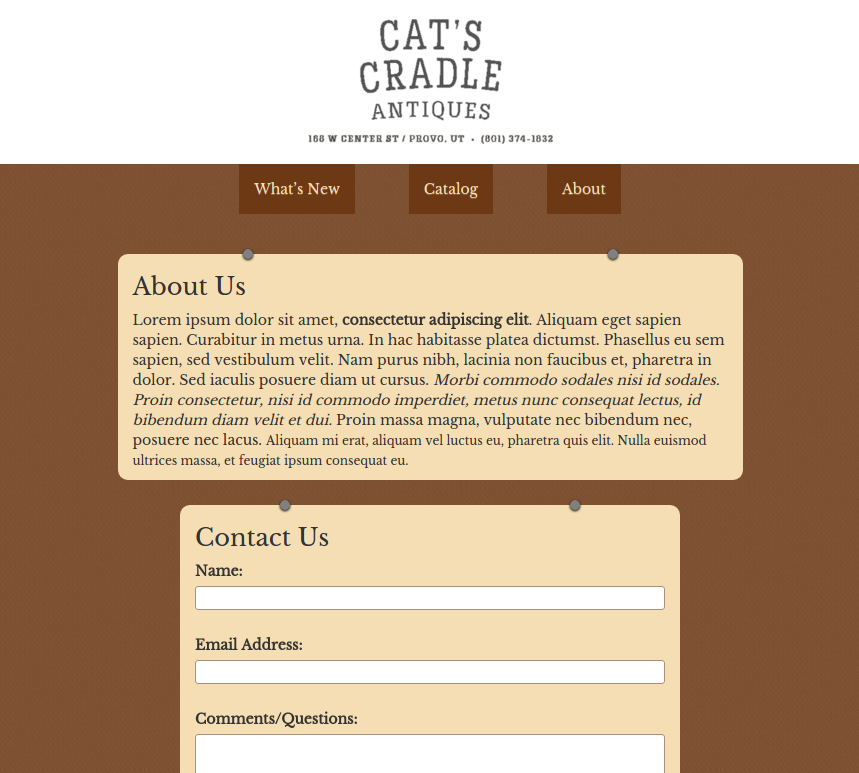 CAT'S
CRADLE
ANTIQUES
168 W CENTER ST / PROVO, UT • (801) 374-1832
What's New
Catalog
About
About Us
Lorem ipsum dolor sit amet, consectetur adipiscing elit. Aliquam eget sapien
sapien. Curabitur in metus urna. In hac habitasse platea dictumst. Phasellus eu sem
sapien, sed vestibulum velit. Nam purus nibh, lacinia non faucibus et, pharetra in
dolor. Sed iaculis posuere diam ut cursus. Morbi commodo sodales nisi id sodales.
Proin consectetur, nisi id commodo imperdiet, metus nunc consequat lectus, id
bibendum diam velit et dui. Proin massa magna, vulputate nec bibendum nec,
posuere nec lacus. Aliquam mi erat, aliquam vel luctus eu, pharetra quis elit. Nulla euismod
ultrices massa, et feugiat ipsum consequat eu.
Contact Us
Name:
Email Address:
Comments/Questions: